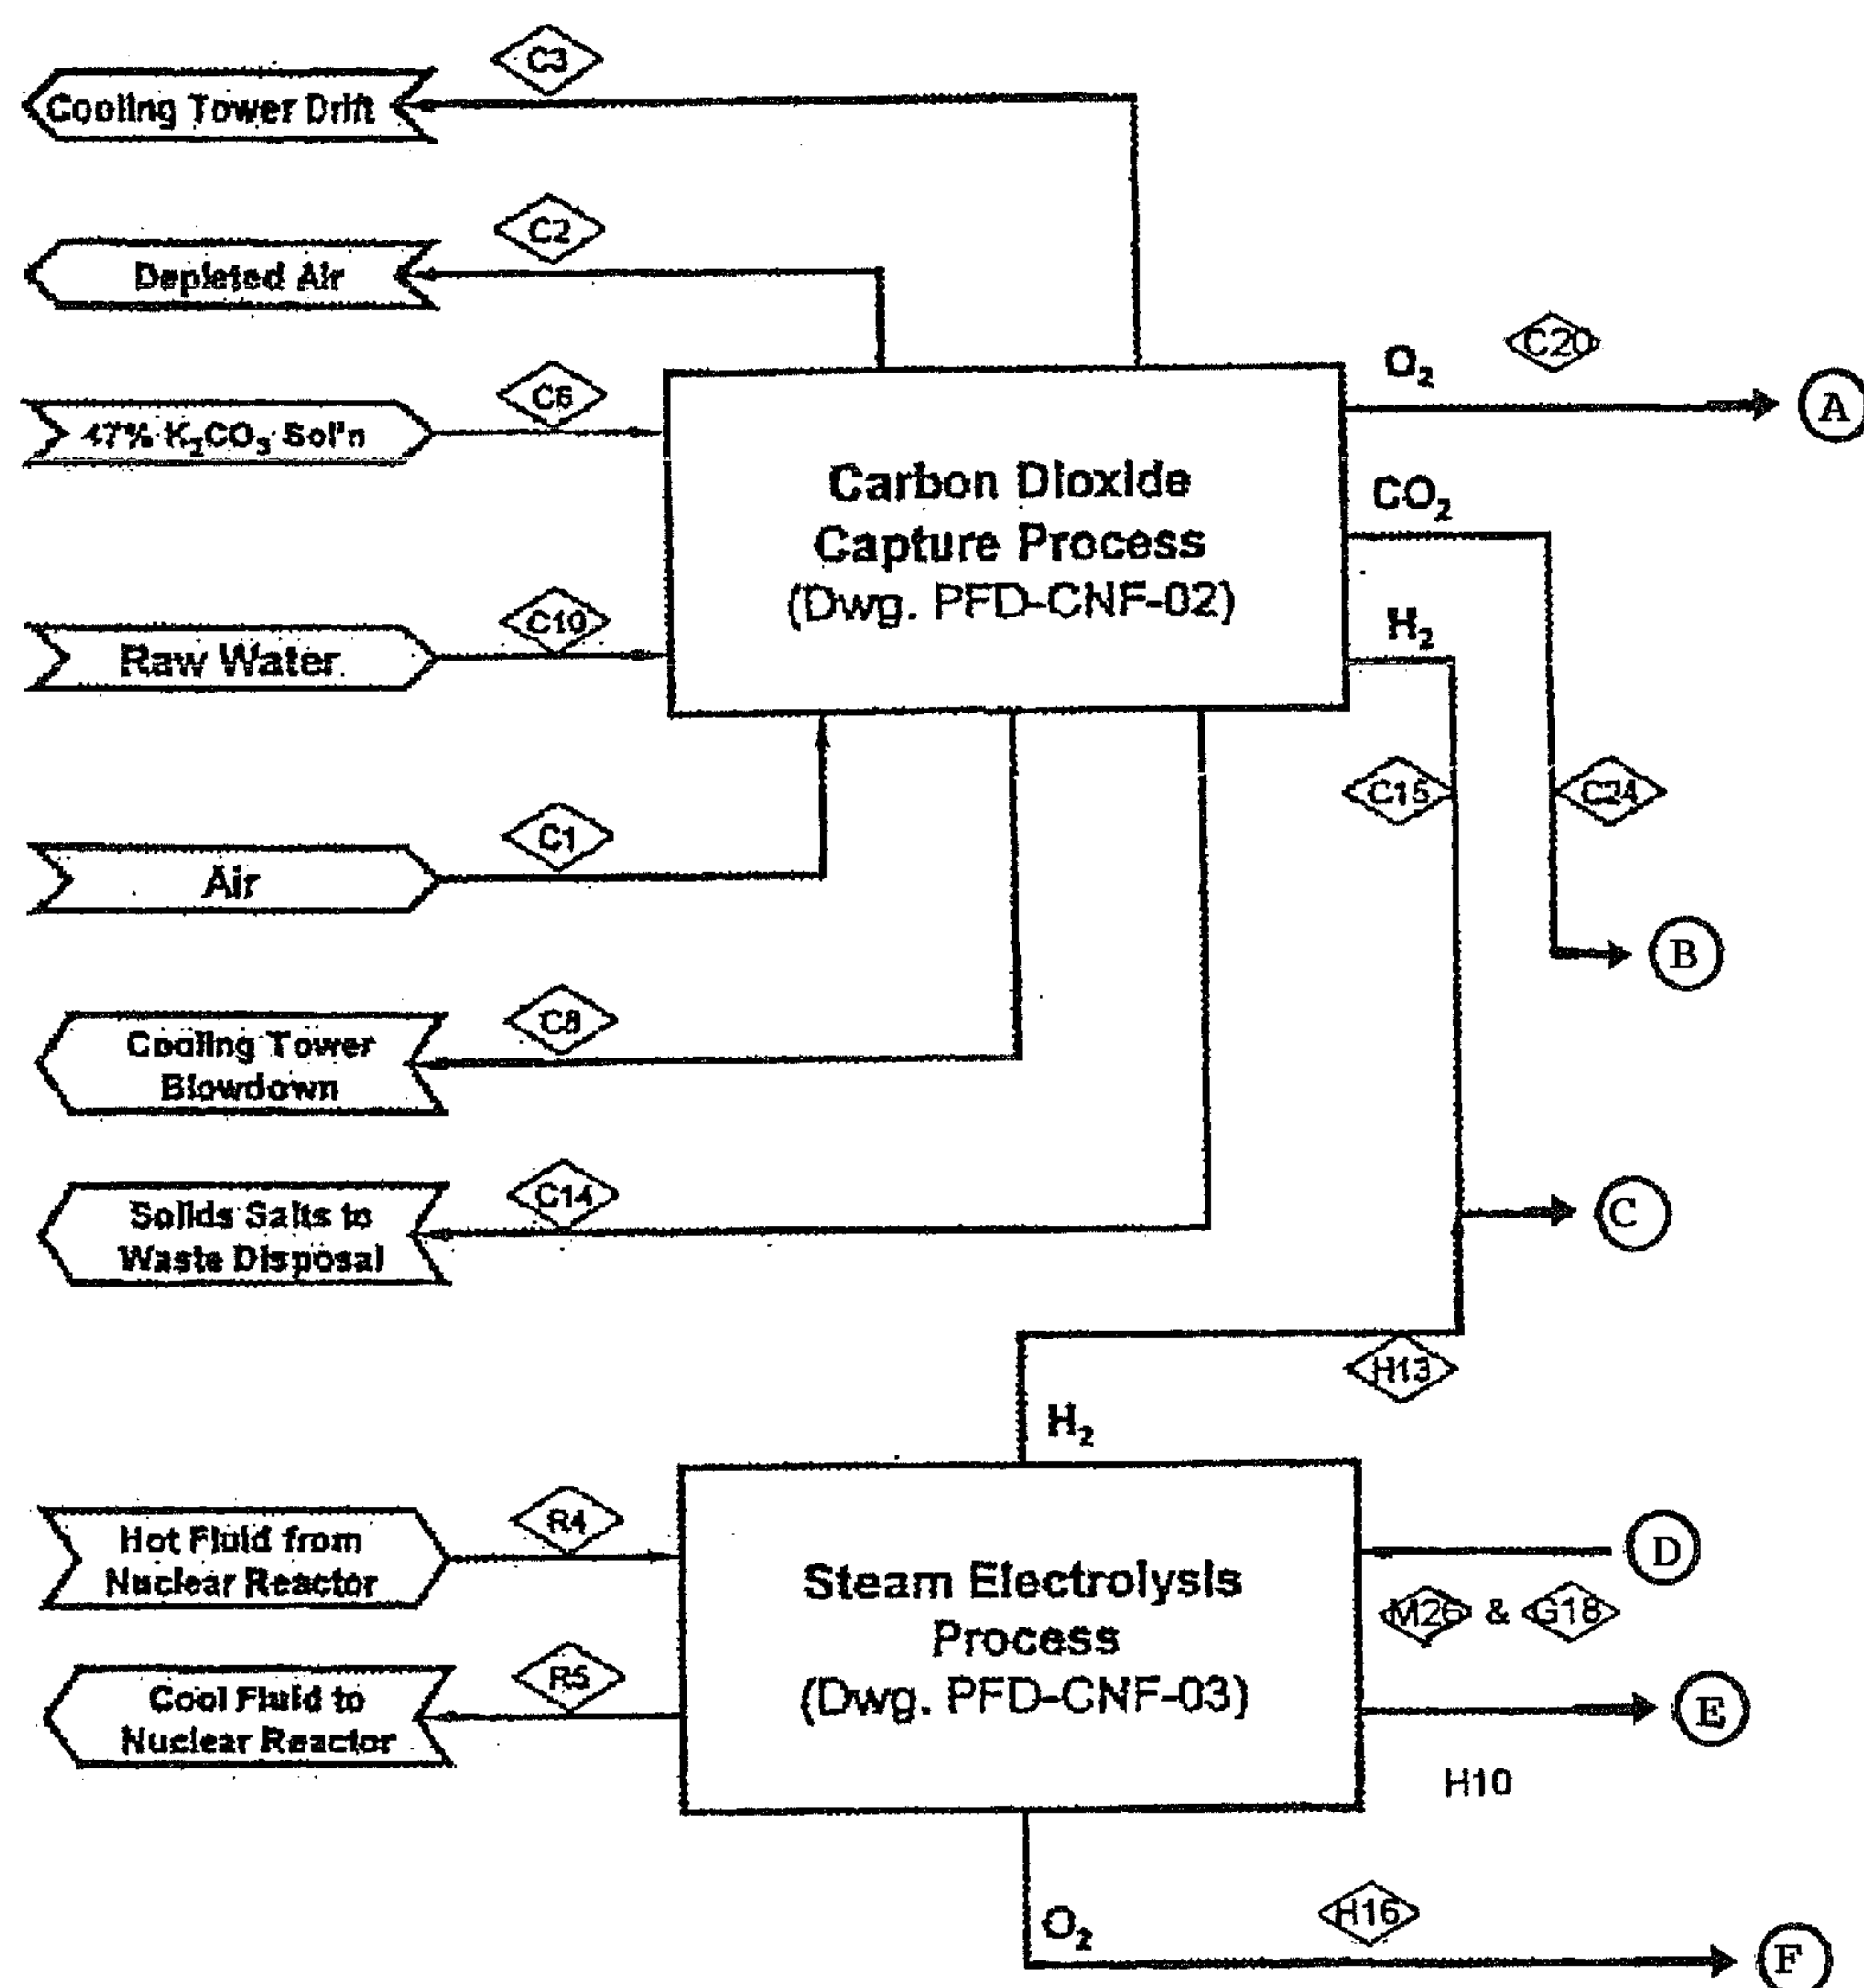 C3
Cooling Tower Drift
C2
Depleted Air
C20
O₂
A
C6
47% K₂CO₃ Sol'n
Carbon Dioxide
Capture Process
(Dwg. PFD-CNF-02)
CO₂
H₂
C10
Raw Water
C15
C24
C1
Air
B
C8
Cooling Tower
Blowdown
C14
Solids Salts to
Waste Disposal
C
H13
H₂
R4
Hot Fluid from
Nuclear Reactor
Steam Electrolysis
Process
(Dwg. PFD-CNF-03)
D
M26 & G18
R5
Cool Fluid to
Nuclear Reactor
E
H10
O₂
H16
F